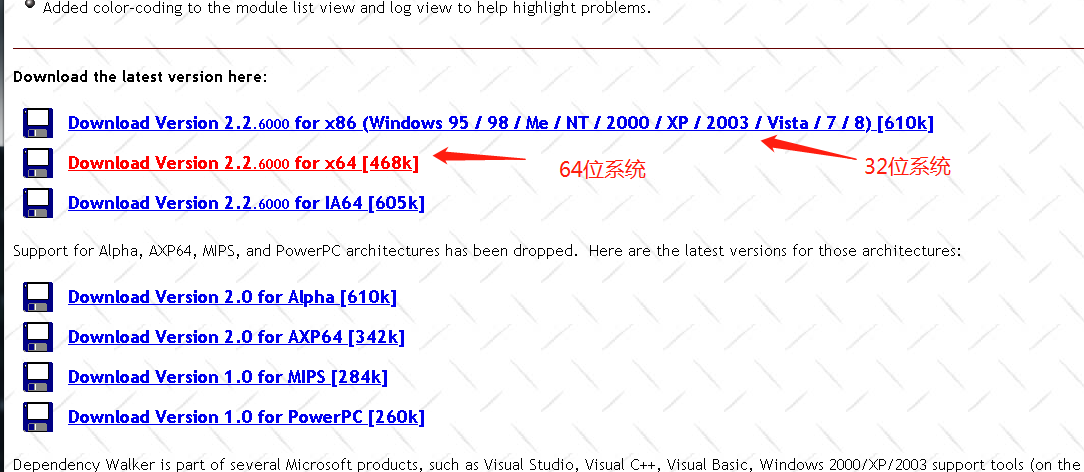 Added color-coding to the module list view and log view to help highlight problems.
Download the latest version here:
Download Version 2.2.6000 for x86 (Windows 95 / 98 / Me / NT / 2000 / XP / 2003 / Vista / 7 / 8) [610k]
Download Version 2.2.6000 for x64 [468k]
64位系统
32位系统
Download Version 2.2.6000 for IA64 [605k]
Support for Alpha, AXP64, MIPS, and PowerPC architectures has been dropped.  Here are the latest versions for those architectures:
Download Version 2.0 for Alpha [610k]
Download Version 2.0 for AXP64 [342k]
Download Version 1.0 for MIPS [284k]
Download Version 1.0 for PowerPC [260k]
Dependency Walker is part of several Microsoft products, such as Visual Studio, Visual C++, Visual Basic, Windows 2000/XP/2003 support tools (on the